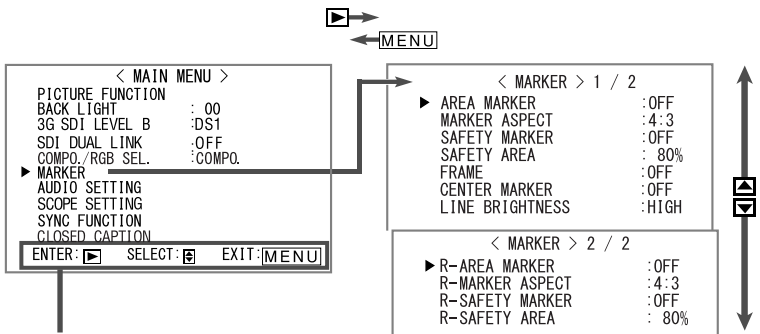 MENU
< MAIN MENU >
PICTURE FUNCTION
BACK LIGHT : 00
3G SDI LEVEL B :DS1
SDI DUAL LINK :OFF
COMPO./RGB SEL. :COMPO.
MARKER
AUDIO SETTING
SCOPE SETTING
SYNC FUNCTION
CLOSED CAPTION
ENTER: SELECT: EXIT: MENU
< MARKER > 1 / 2
AREA MARKER :OFF
MARKER ASPECT :4:3
SAFETY MARKER :OFF
SAFETY AREA : 80%
FRAME :OFF
CENTER MARKER :OFF
LINE BRIGHTNESS :HIGH
< MARKER > 2 / 2
R-AREA MARKER :OFF
R-MARKER ASPECT :4:3
R-SAFETY MARKER :OFF
R-SAFETY AREA : 80%